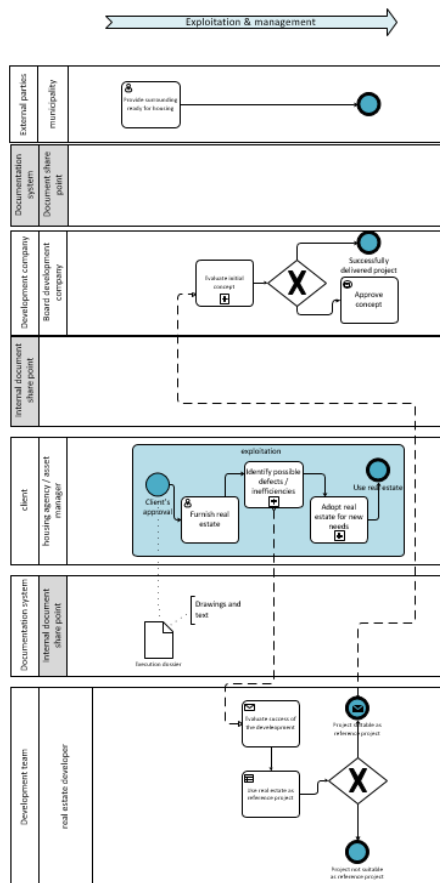 Exploitation & management
External parties
municipality
Provide surrounding
ready for housing
Documentation
system
Document share
point
Development company
Board development
company
Evaluate initial
concept
Successfully
delivered project
Approve
concept
Internal document
share point
client
housing agency / asset
manager
exploitation
Client's
approval
Furnish real
estate
Identify possible
defects /
inefficiencies
Adopt real
estate for new
needs
Use real estate
Documentation system
Internal document
share point
Drawings and
text
Execution dossier
Development team
real estate developer
Evaluate success of
the development
Use real estate as
reference project
Project suitable as
reference project
Project not suitable
as reference project